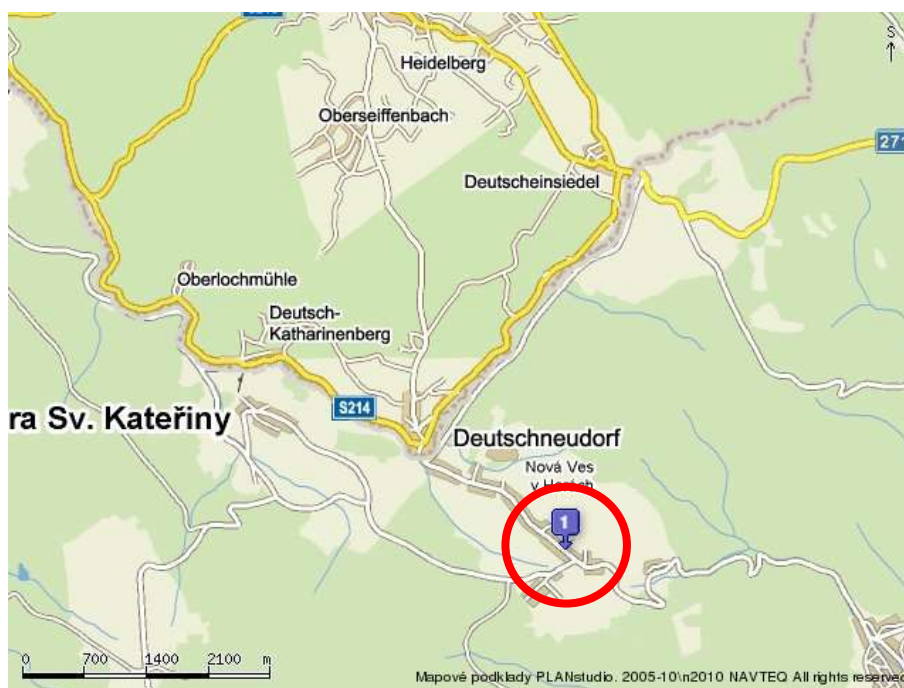 S
Heidelberg
Oberseiffenbach
271
Deutscheinsiedel
Oberlochmühle
Deutsch-
Katharinenberg
S214
ra Sv. Kateřiny
Deutschneudorf
Nová Ves
v Horách
1
0 700 1400 2100 m
Mapové podklady PLANstudio. 2005-10\n2010 NAVTEQ All rights reserved